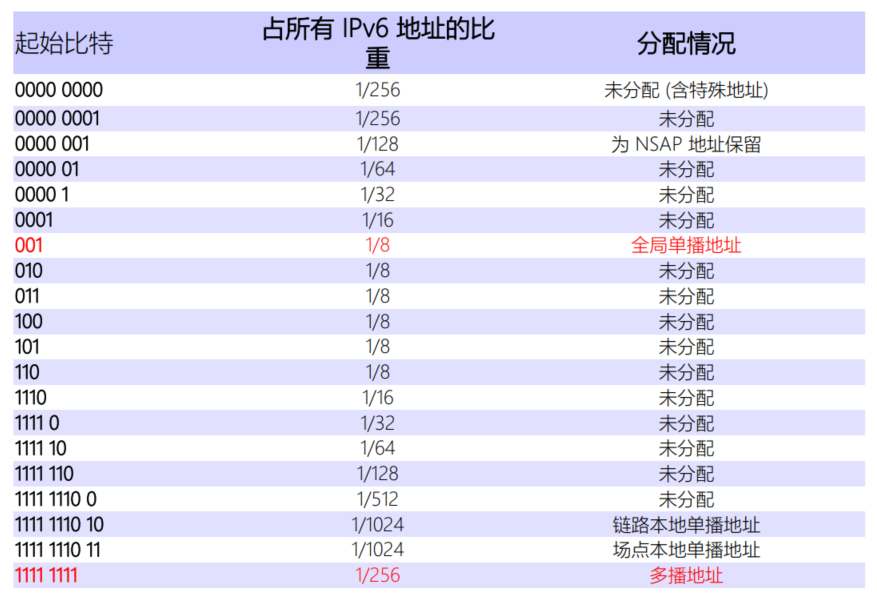 起始比特 占所有 IPv6 地址的比重 分配情况
0000 0000 1/256 未分配 (含特殊地址)
0000 0001 1/256 未分配
0000 001 1/128 为 NSAP 地址保留
0000 01 1/64 未分配
0000 1 1/32 未分配
0001 1/16 未分配
001 1/8 全局单播地址
010 1/8 未分配
011 1/8 未分配
100 1/8 未分配
101 1/8 未分配
110 1/8 未分配
1110 1/16 未分配
1111 0 1/32 未分配
1111 10 1/64 未分配
1111 110 1/128 未分配
1111 1110 0 1/512 未分配
1111 1110 10 1/1024 链路本地单播地址
1111 1110 11 1/1024 场点本地单播地址
1111 1111 1/256 多播地址